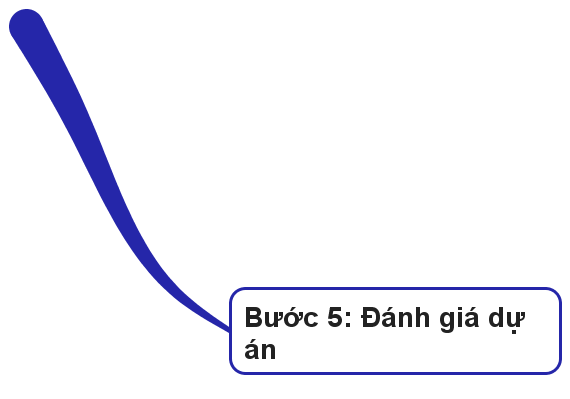 Bước 5: Đánh giá dự
án